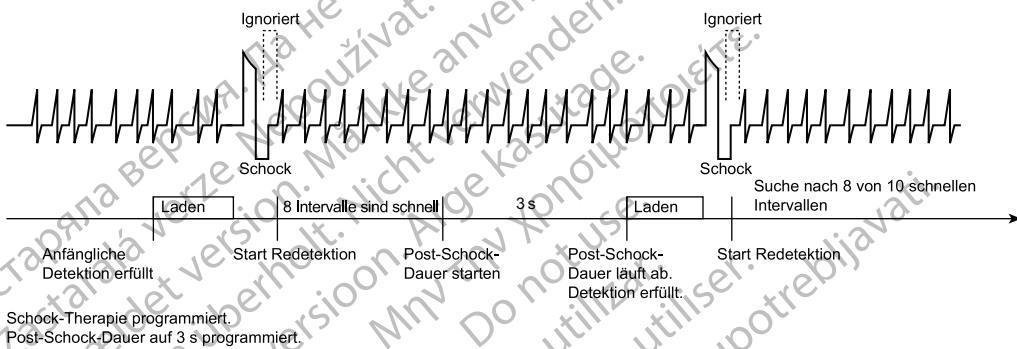 Ignoriert
Ignoriert
Schock
Schock
Laden
8 Intervalle sind schnell
3 s
Laden
Suche nach 8 von 10 schnellen
Intervallen
Anfängliche
Detektion erfüllt
Start Redetektion
Post-Schock-
Dauer starten
Post-Schock-
Dauer läuft ab.
Detektion erfüllt.
Start Redetektion
Schock-Therapie programmiert.
Post-Schock-Dauer auf 3 s programmiert.